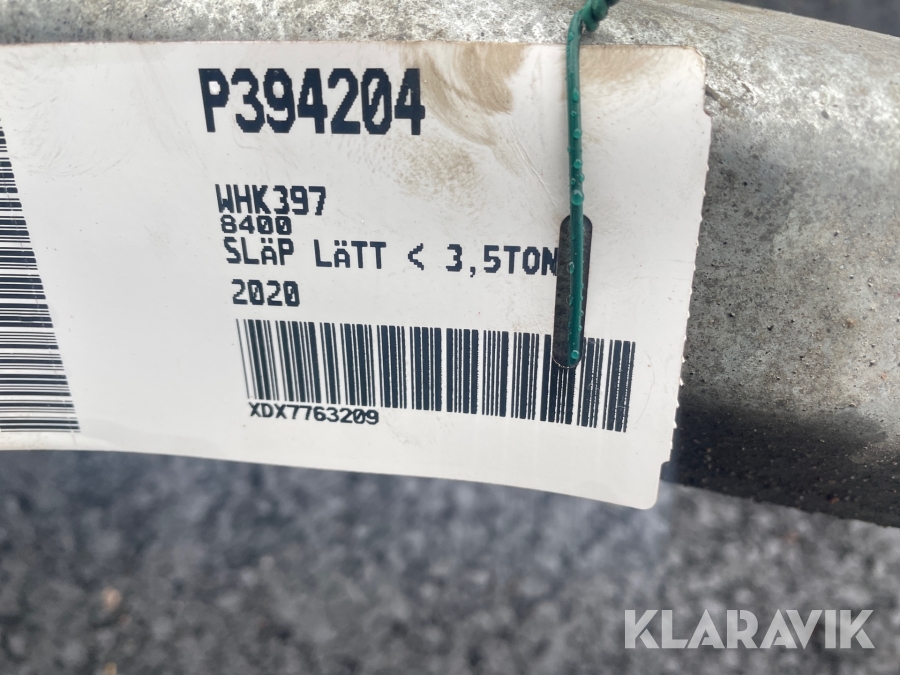 P394204
WHK397
8400
SLÄP LÄTT < 3,5TON
2020
XDX7763209
KLARAVIK